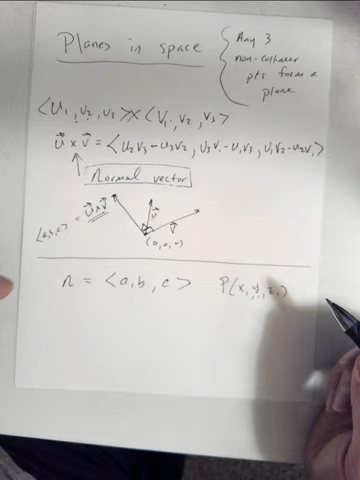 Planes in space
Any 3
non-collinear
pts form a
plane
<U₁, U₂, U₃> X <V₁, V₂, V₃>
u⃗ x v⃗ = <U₂V₃ - U₃V₂, U₃V₁ - U₁V₃, U₁V₂ - U₂V₁>
Normal vector
<a,b,c> = u⃗xv⃗
u⃗
v⃗
(0,0,0)
n = <a,b,c> P(x₁,y₁,z₁)